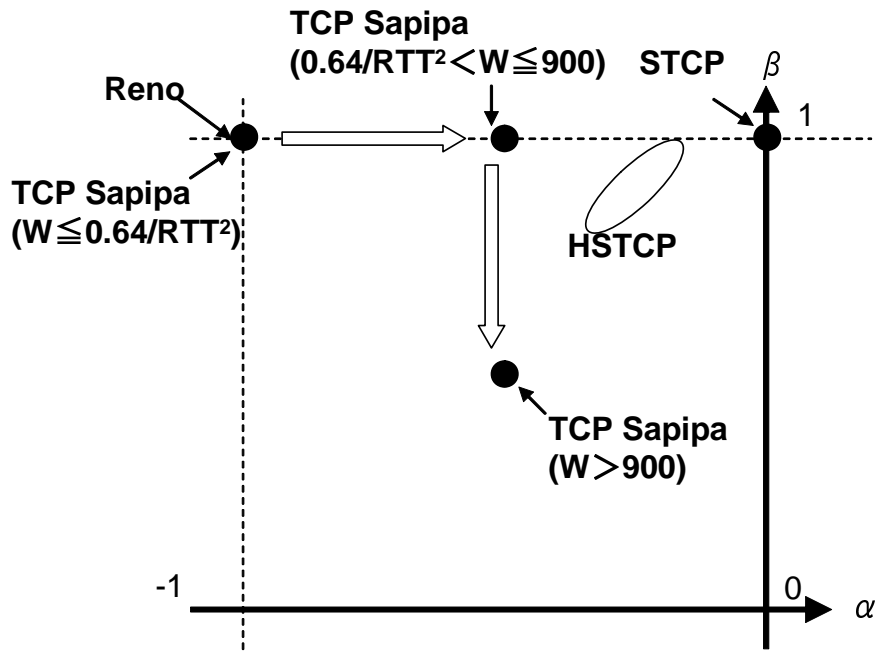 TCP Sapipa
(0.64/RTT²＜W≦900)
STCP
β
1
Reno
TCP Sapipa
(W≦0.64/RTT²)
HSTCP
TCP Sapipa
(W＞900)
-1
0
α